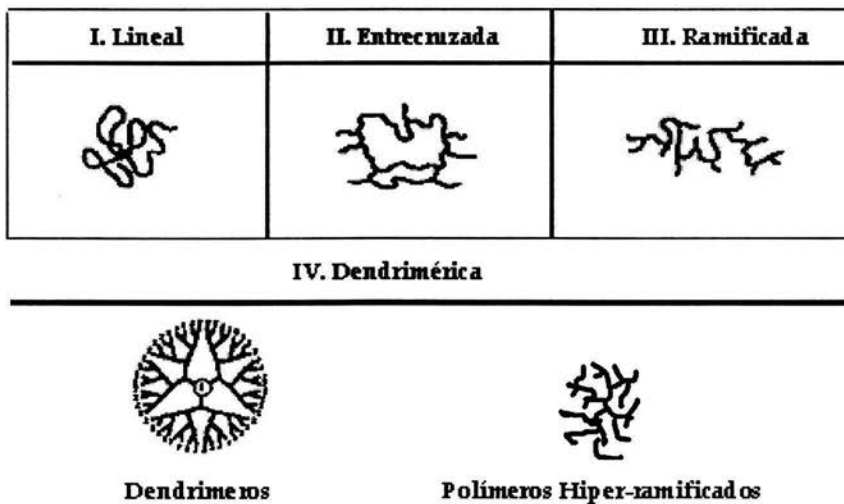 I. Lineal
II. Entrecruzada
III. Ramificada
IV. Dendrimérica
Dendrimeros
Polímeros Hiper-ramificados